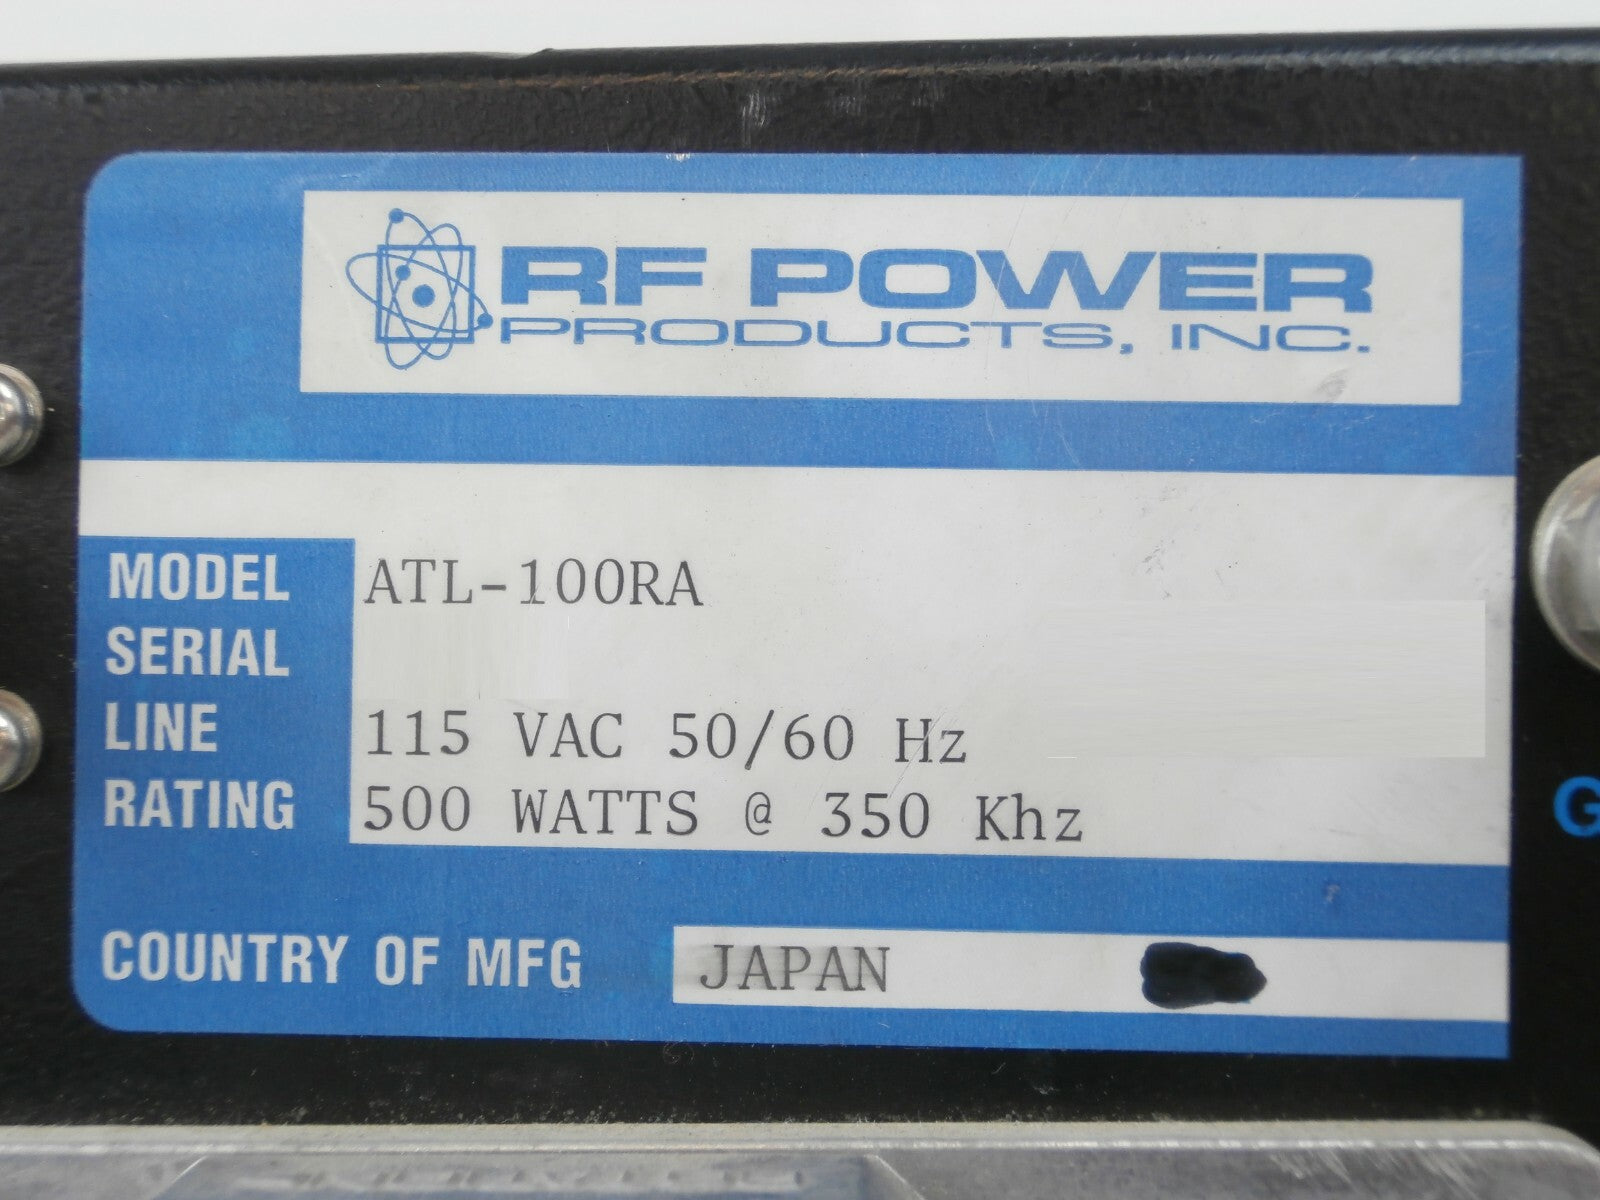 RF POWER
PRODUCTS, INC.
MODEL ATL-100RA
SERIAL
LINE 115 VAC 50/60 Hz
RATING 500 WATTS @ 350 Khz
COUNTRY OF MFG JAPAN
G